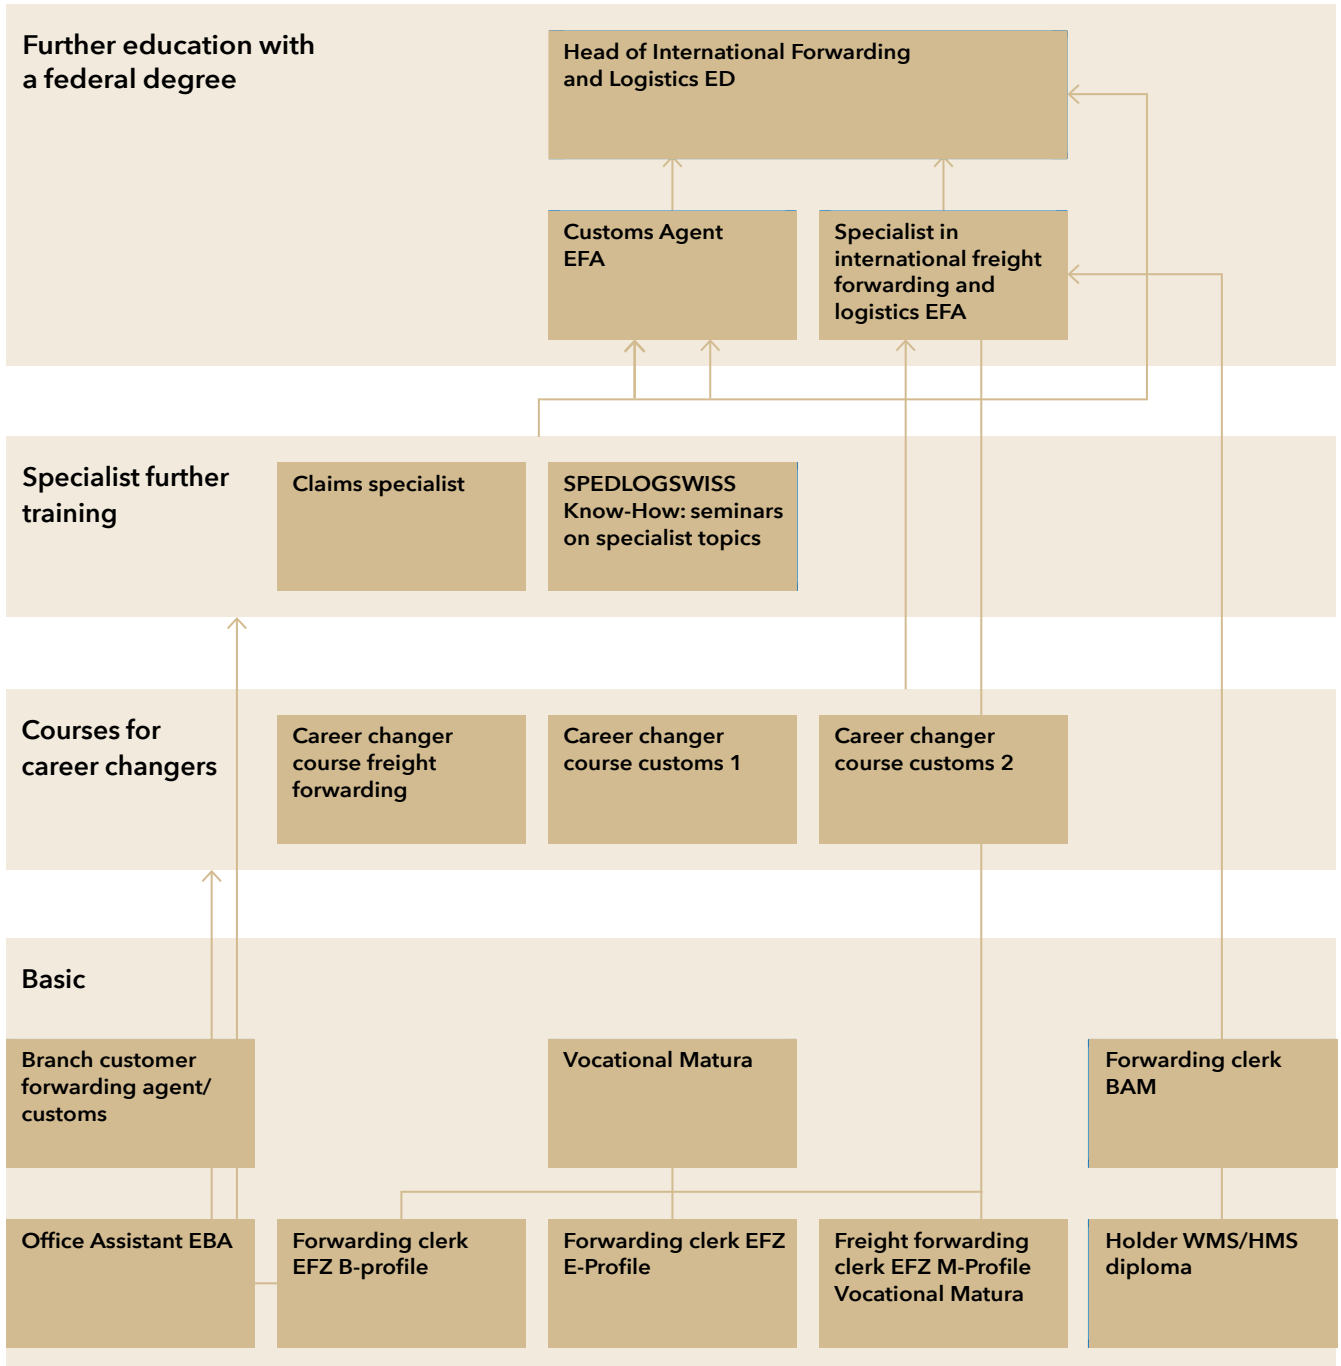 Further education with
a federal degree
Head of International Forwarding
and Logistics ED
Customs Agent
EFA
Specialist in
international freight
forwarding and
logistics EFA
Specialist further
training
Claims specialist
SPEDLOGSWISS
Know-How: seminars
on specialist topics
Courses for
career changers
Career changer
course freight
forwarding
Career changer
course customs 1
Career changer
course customs 2
Basic
Branch customer
forwarding agent/
customs
Vocational Matura
Forwarding clerk
BAM
Office Assistant EBA
Forwarding clerk
EFZ B-profile
Forwarding clerk EFZ
E-Profile
Freight forwarding
clerk EFZ M-Profile
Vocational Matura
Holder WMS/HMS
diploma